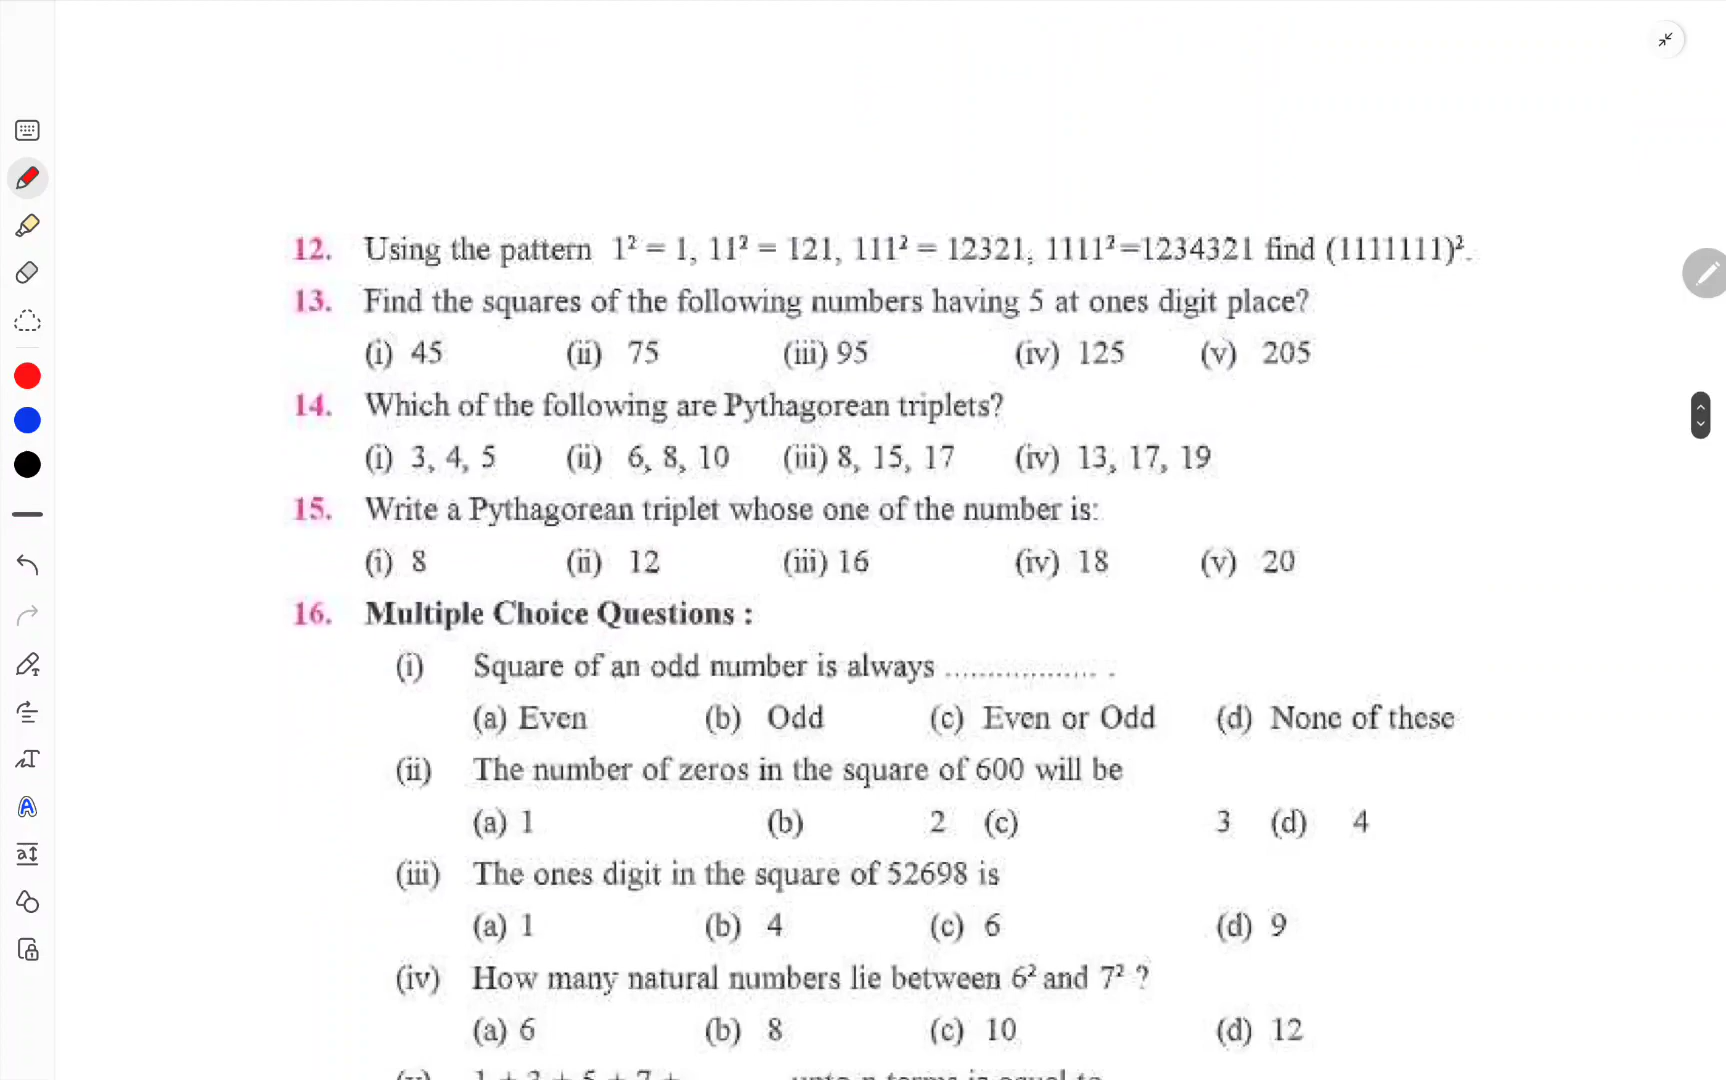 12. Using the pattern 1² = 1, 11² = 121, 111² = 12321, 1111²=1234321 find (1111111)².
13. Find the squares of the following numbers having 5 at ones digit place?
(i) 45 (ii) 75 (iii) 95 (iv) 125 (v) 205
14. Which of the following are Pythagorean triplets?
(i) 3, 4, 5 (ii) 6, 8, 10 (iii) 8, 15, 17 (iv) 13, 17, 19
15. Write a Pythagorean triplet whose one of the number is:
(i) 8 (ii) 12 (iii) 16 (iv) 18 (v) 20
16. Multiple Choice Questions :
(i) Square of an odd number is always .................. .
(a) Even (b) Odd (c) Even or Odd (d) None of these
(ii) The number of zeros in the square of 600 will be
(a) 1 (b) 2 (c) 3 (d) 4
(iii) The ones digit in the square of 52698 is
(a) 1 (b) 4 (c) 6 (d) 9
(iv) How many natural numbers lie between 6² and 7² ?
(a) 6 (b) 8 (c) 10 (d) 12